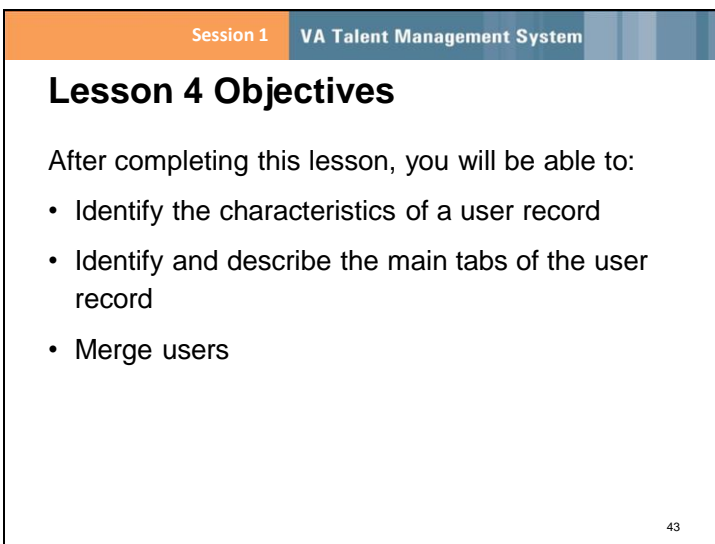 Session 1 VA Talent Management System
Lesson 4 Objectives
After completing this lesson, you will be able to:
• Identify the characteristics of a user record
• Identify and describe the main tabs of the user
record
• Merge users
43